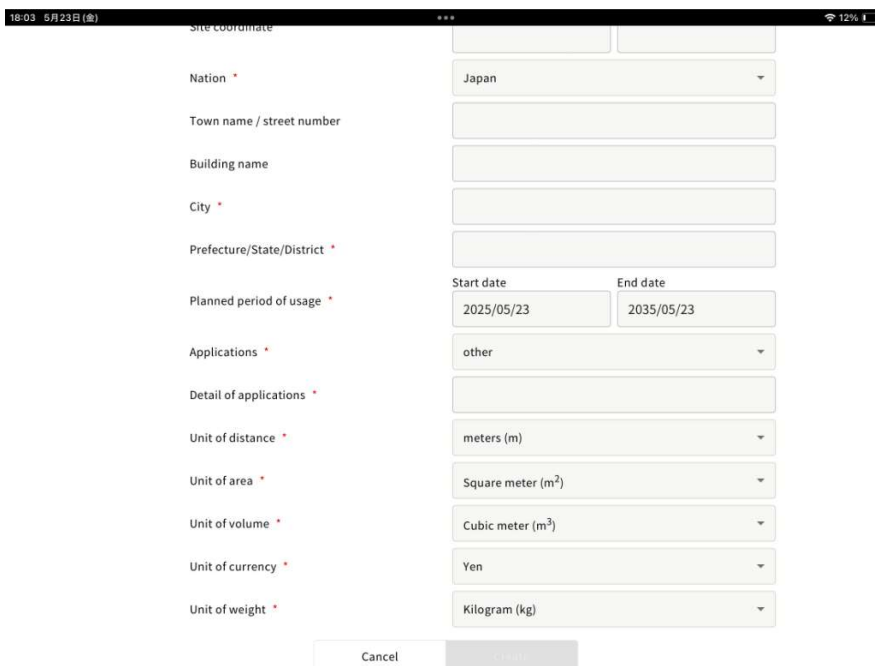 18:03 5月23日(金)
12%
Site coordinate
Nation *
Japan
Town name / street number
Building name
City *
Prefecture/State/District *
Start date End date
Planned period of usage *
2025/05/23 2035/05/23
Applications *
other
Detail of applications *
Unit of distance *
meters (m)
Unit of area *
Square meter (m²)
Unit of volume *
Cubic meter (m³)
Unit of currency *
Yen
Unit of weight *
Kilogram (kg)
Cancel